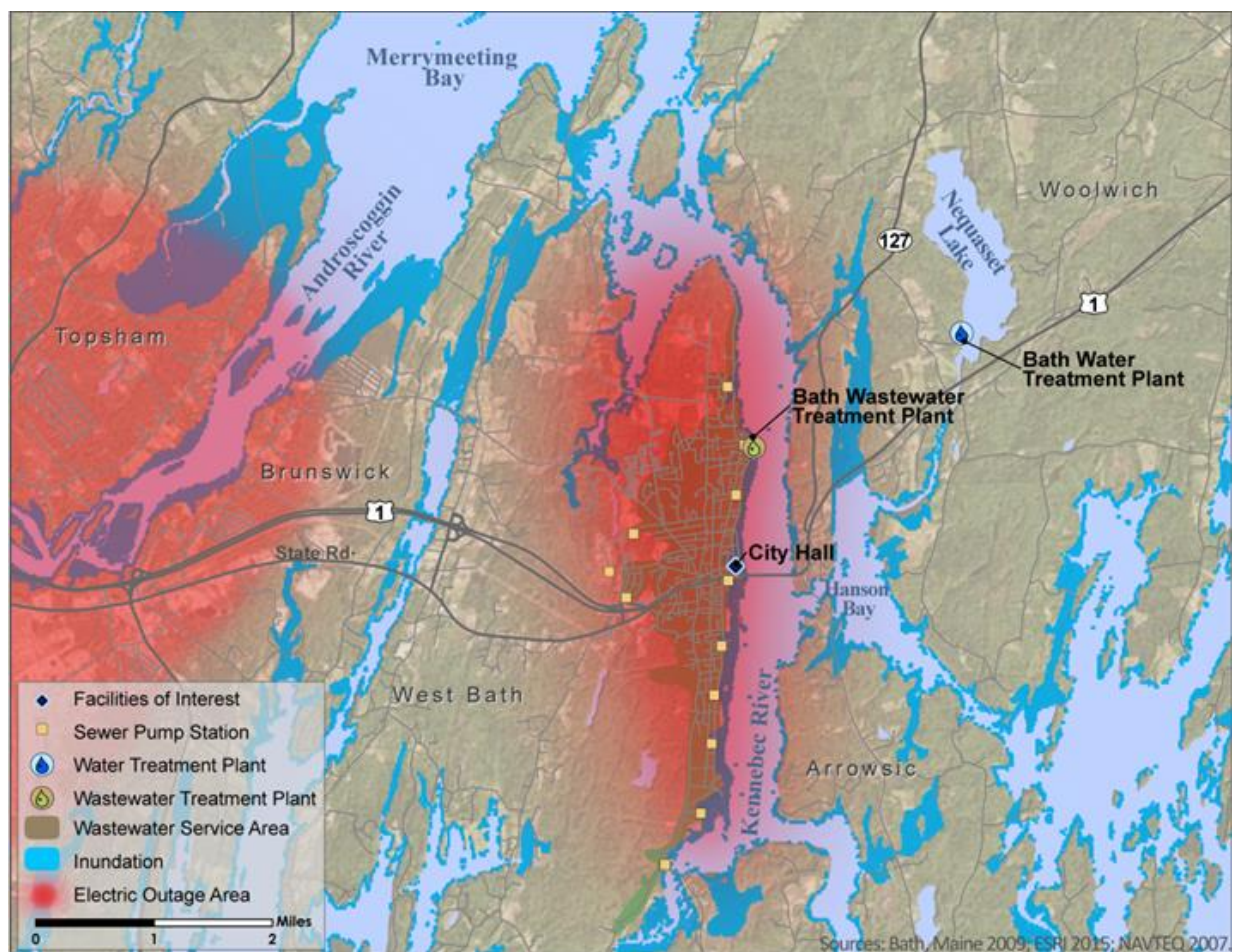 Merrymeeting
Bay
Androscoggin
River
Woolwich
127
Nequasset
Lake
1
Topsham
Bath Water
Treatment Plant
Bath Wastewater
Treatment Plant
Brunswick
1
State Rd
City Hall
Hanson
Bay
West Bath
Kennebec River
Arrowsic
Facilities of Interest
Sewer Pump Station
Water Treatment Plant
Wastewater Treatment Plant
Wastewater Service Area
Inundation
Electric Outage Area
Miles
0 1 2
Sources: Bath, Maine 2009; ESRI 2015; NAVTEQ 2007.